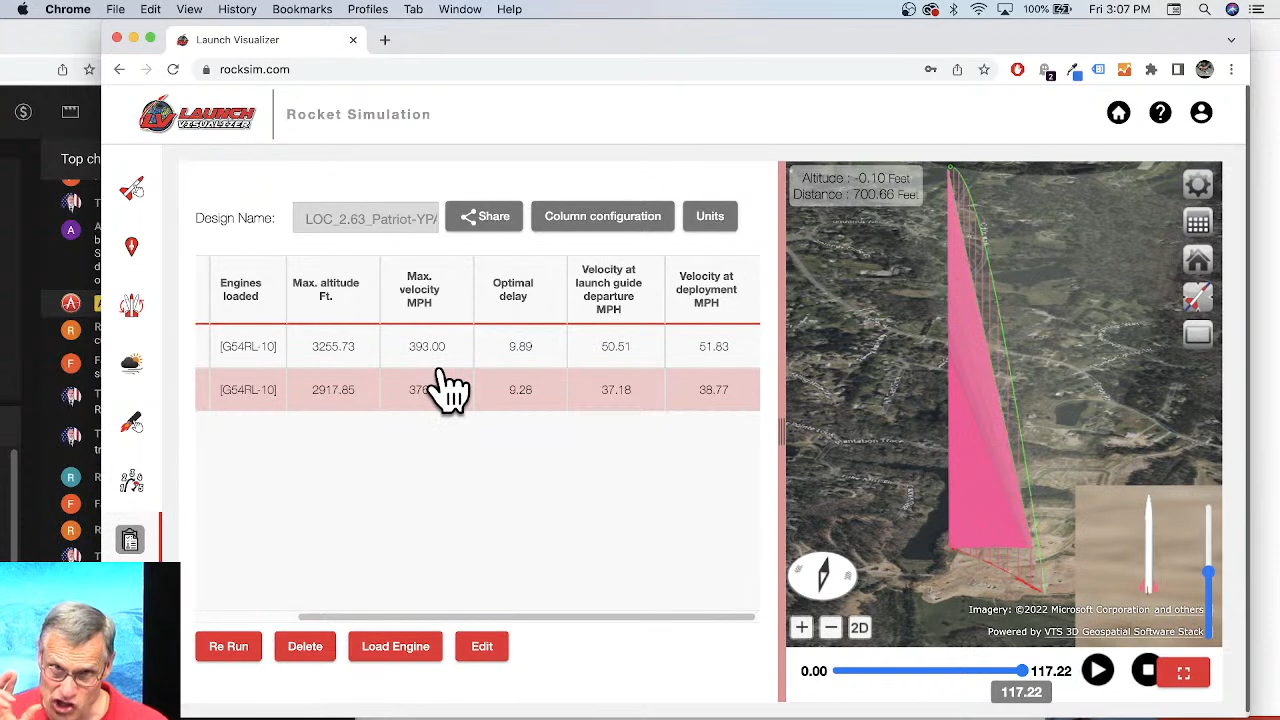 Chrome File Edit View History Bookmarks Profiles Tab Window Help 100% Fri 3:07 PM
Launch Visualizer
rocksim.com
2
LAUNCH VISUALIZER
Rocket Simulation
Top ch
Design Name: LOC_2.63_Patriot-YP/ Share Column configuration Units
Altitude : -0.10 Feet
Distance : 700.66 Feet
Engines loaded Max. altitude Ft. Max. velocity MPH Optimal delay Velocity at launch guide departure MPH Velocity at deployment MPH
[G54RL-10] 3255.73 393.00 9.89 50.51 51.83
[G54RL-10] 2917.85 9.28 37.18 38.77
Imagery: ©2022 Microsoft Corporation and others
Powered by VTS 3D Geospatial Software Stack
+ − 2D
Re Run Delete Load Engine Edit
0.00 117.22
117.22